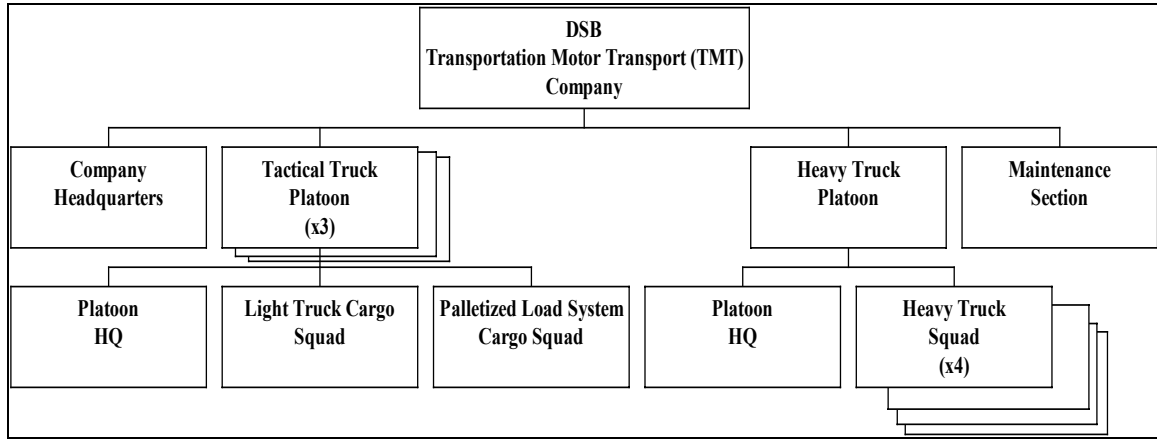 DSB
Transportation Motor Transport (TMT)
Company
Company
Headquarters
Tactical Truck
Platoon
(x3)
Heavy Truck
Platoon
Maintenance
Section
Platoon
HQ
Light Truck Cargo
Squad
Palletized Load System
Cargo Squad
Platoon
HQ
Heavy Truck
Squad
(x4)